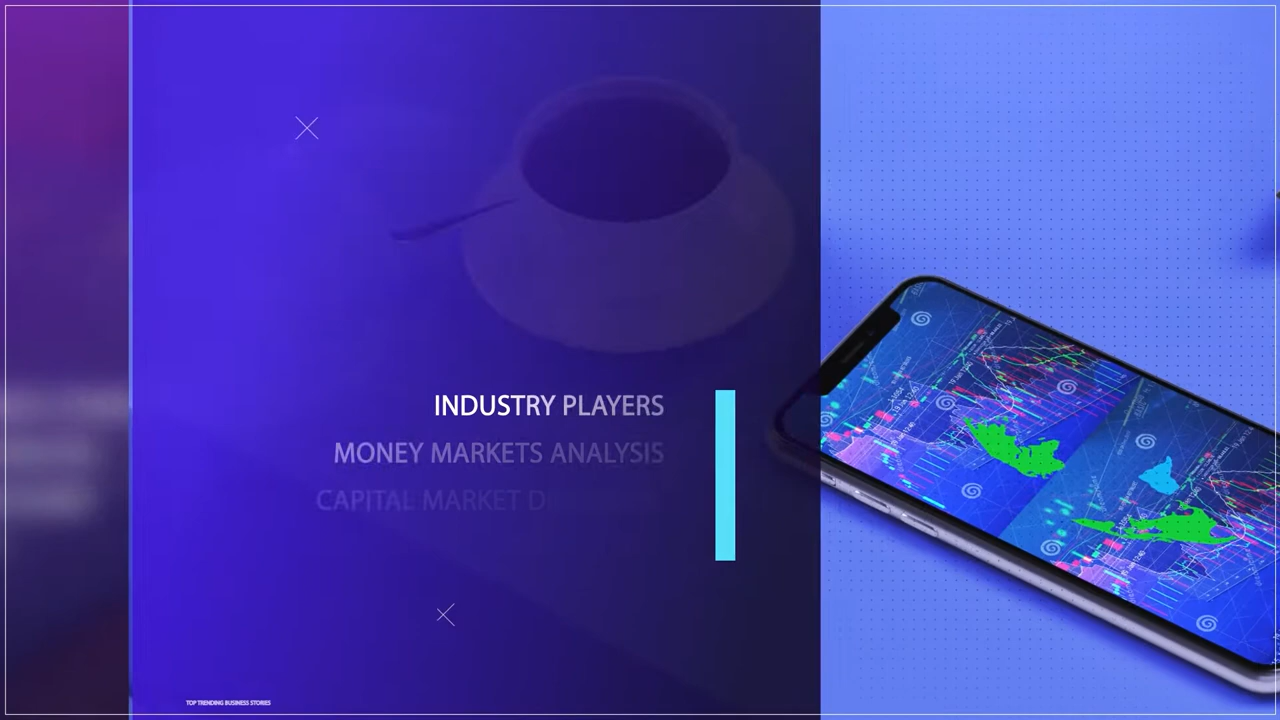 INDUSTRY PLAYERS
MONEY MARKETS ANALYSIS
CAPITAL MARKET D
TOP TRENDING BUSINESS STORIES